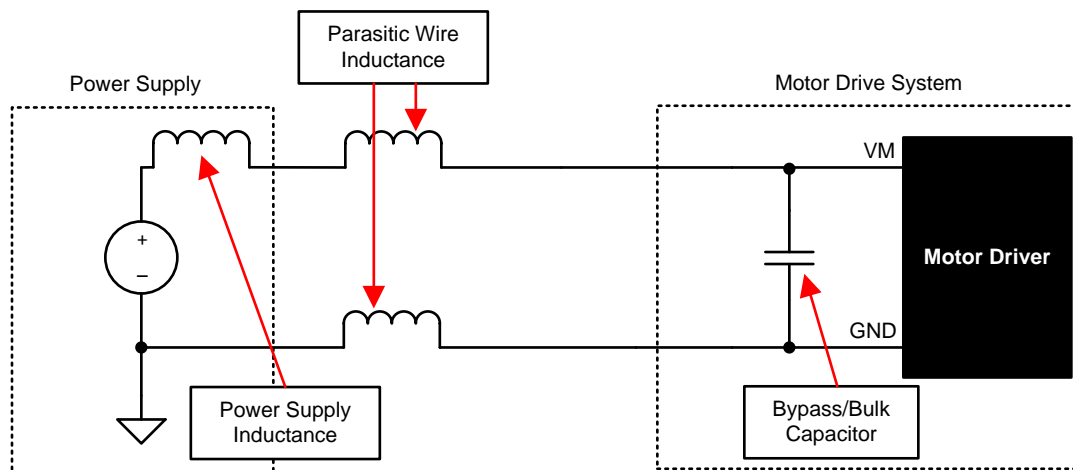 Parasitic Wire
Inductance
Power Supply
Motor Drive System
VM
+
–
Motor Driver
GND
Power Supply
Inductance
Bypass/Bulk
Capacitor